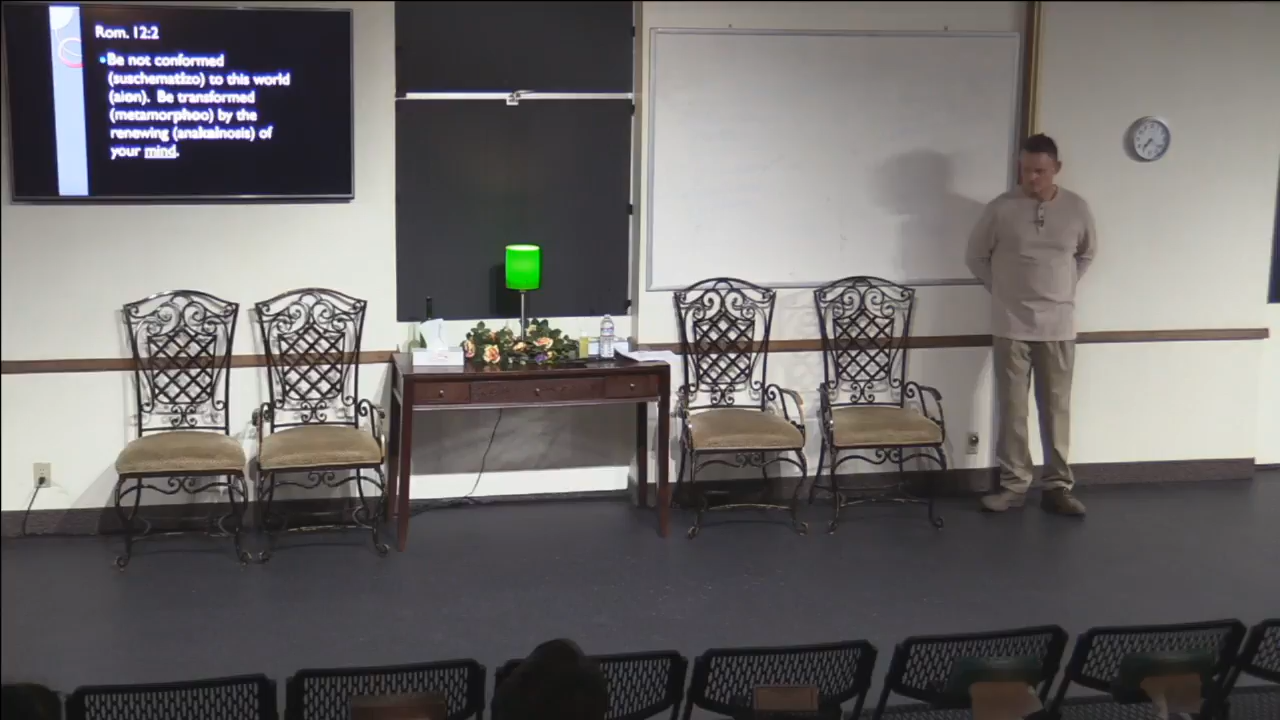 Rom. 12:2
•Be not conformed
(suschematizo) to this world
(aion). Be transformed
(metamorphoo) by the
renewing (anakainosis) of
your mind.